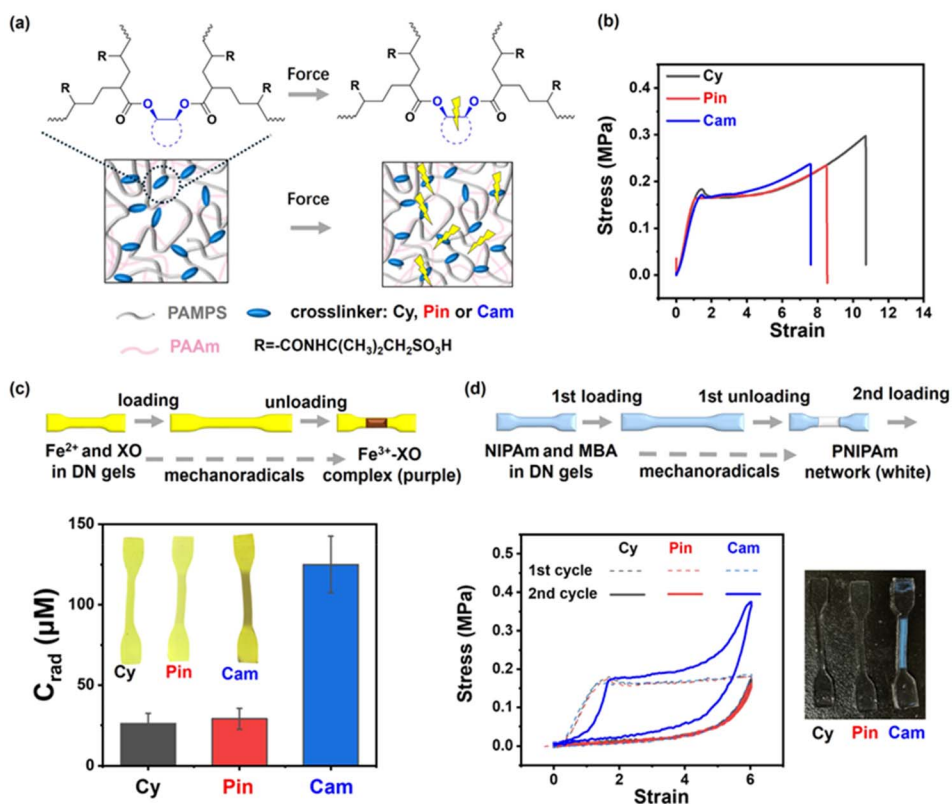 (a)
R
R
R
R
O
O
O
O
Force
R
R
R
R
O
O
O
O
Force
PAMPS
crosslinker: Cy, Pin or Cam
PAAm
R=-CONHC(CH₃)₂CH₂SO₃H
(b)
Stress (MPa)
0.4
0.3
0.2
0.1
0.0
Cy
Pin
Cam
0 2 4 6 8 10 12 14
Strain
(c)
loading
unloading
Fe²⁺ and XO
in DN gels
mechanoradicals
Fe³⁺-XO
complex (purple)
C_rad (μM)
150
100
50
0
Cy
Pin
Cam
Cy
Pin
Cam
(d)
1st loading
1st unloading
2nd loading
NIPAm and MBA
in DN gels
mechanoradicals
PNIPAm
network (white)
Stress (MPa)
0.5
0.4
0.3
0.2
0.1
0.0
Cy Pin Cam
1st cycle
2nd cycle
0 2 4 6
Strain
Cy Pin Cam